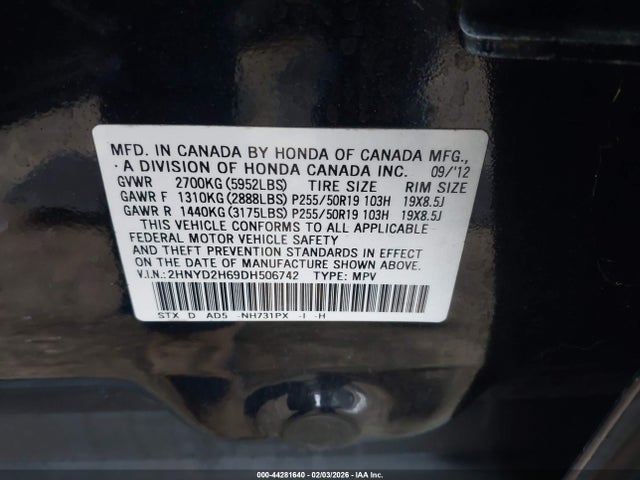 MFD. IN CANADA BY HONDA OF CANADA MFG.,
A DIVISION OF HONDA CANADA INC. 09/'12
GVWR 2700KG(5952LBS) TIRE SIZE RIM SIZE
GAWR F 1310KG(2888LBS) P255/50R19 103H 19X8.5J
GAWR R 1440KG(3175LBS) P255/50R19 103H 19X8.5J
THIS VEHICLE CONFORMS TO ALL APPLICABLE
FEDERAL MOTOR VEHICLE SAFETY
AND THEFT PREVENTION STANDARDS IN EFFECT
ON THE DATE OF MANUFACTURE SHOWN ABOVE.
V.I.N.:2HNYD2H69DH506742 TYPE: MPV
STX D AD5 -NH731PX -I -H
000-44281640 - 02/03/2026 - IAA Inc.